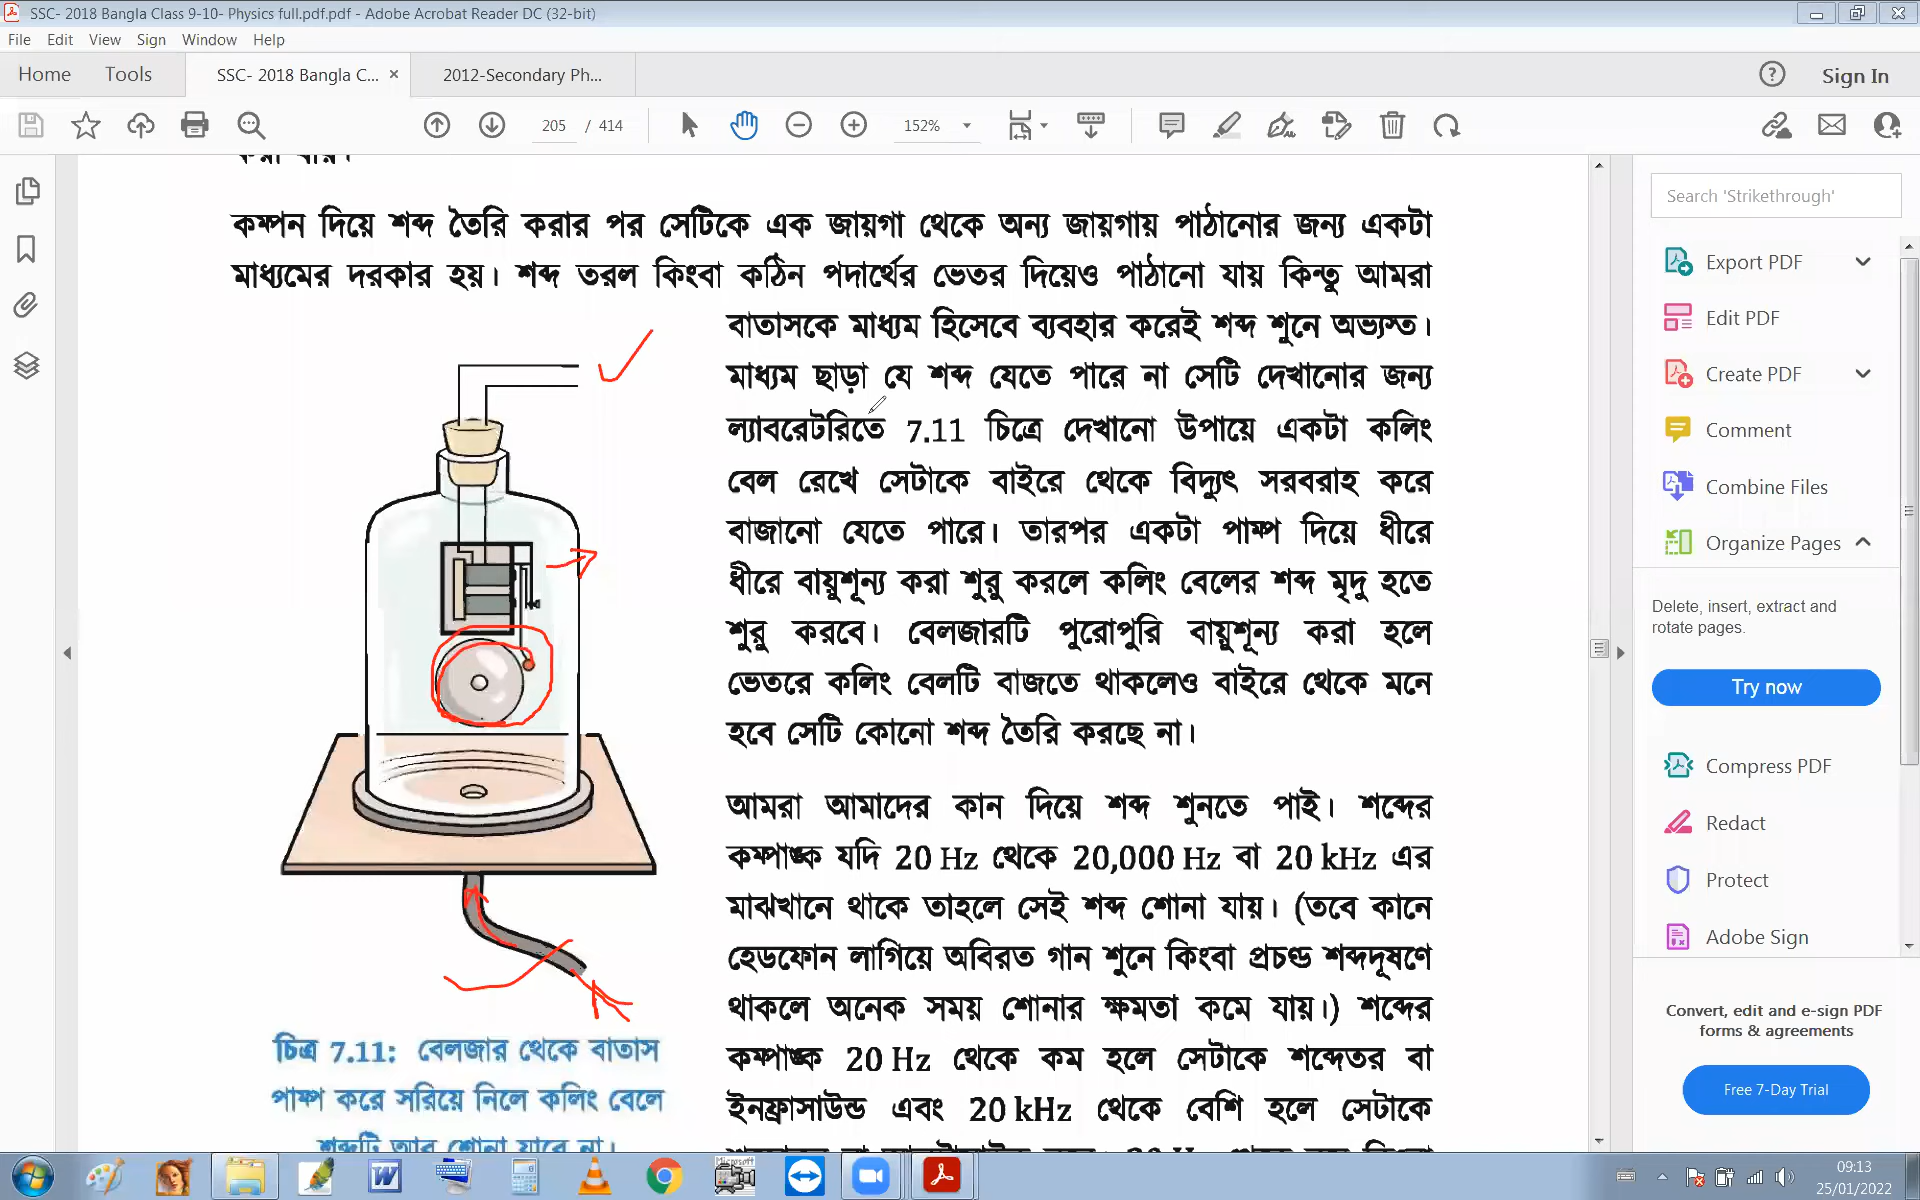 SSC- 2018 Bangla Class 9-10- Physics full.pdf.pdf - Adobe Acrobat Reader DC (32-bit)
File Edit View Sign Window Help
Home Tools SSC- 2018 Bangla C... × 2012-Secondary Ph... Sign In
205 / 414 152%
কম্পন দিয়ে শব্দ তৈরি করার পর সেটিকে এক জায়গা থেকে অন্য জায়গায় পাঠানোর জন্য একটা
মাধ্যমের দরকার হয়। শব্দ তরল কিংবা কঠিন পদার্থের ভেতর দিয়েও পাঠানো যায় কিন্তু আমরা
বাতাসকে মাধ্যম হিসেবে ব্যবহার করেই শব্দ শুনে অভ্যস্ত।
মাধ্যম ছাড়া যে শব্দ যেতে পারে না সেটি দেখানোর জন্য
ল্যাবরেটরিতে 7.11 চিত্রে দেখানো উপায়ে একটা কলিং
বেল রেখে সেটাকে বাইরে থেকে বিদ্যুৎ সরবরাহ করে
বাজানো যেতে পারে। তারপর একটা পাম্প দিয়ে ধীরে
ধীরে বায়ুশূন্য করা শুরু করলে কলিং বেলের শব্দ মৃদু হতে
শুরু করবে। বেলজারটি পুরোপুরি বায়ুশূন্য করা হলে
ভেতরে কলিং বেলটি বাজতে থাকলেও বাইরে থেকে মনে
হবে সেটি কোনো শব্দ তৈরি করছে না।
আমরা আমাদের কান দিয়ে শব্দ শুনতে পাই। শব্দের
কম্পাঙ্ক যদি 20 Hz থেকে 20,000 Hz বা 20 kHz এর
মাঝখানে থাকে তাহলে সেই শব্দ শোনা যায়। (তবে কানে
হেডফোন লাগিয়ে অবিরত গান শুনে কিংবা প্রচণ্ড শব্দদূষণে
থাকলে অনেক সময় শোনার ক্ষমতা কমে যায়।) শব্দের
কম্পাঙ্ক 20 Hz থেকে কম হলে সেটাকে শব্দেতর বা
ইনফ্রাসাউন্ড এবং 20 kHz থেকে বেশি হলে সেটাকে
চিত্র 7.11: বেলজার থেকে বাতাস
পাম্প করে সরিয়ে নিলে কলিং বেলে
শব্দটি আর শোনা যাবে না।
Search 'Strikethrough'
Export PDF
Edit PDF
Create PDF
Comment
Combine Files
Organize Pages
Delete, insert, extract and
rotate pages.
Try now
Compress PDF
Redact
Protect
Adobe Sign
Convert, edit and e-sign PDF
forms & agreements
Free 7-Day Trial
09:13
25/01/2022